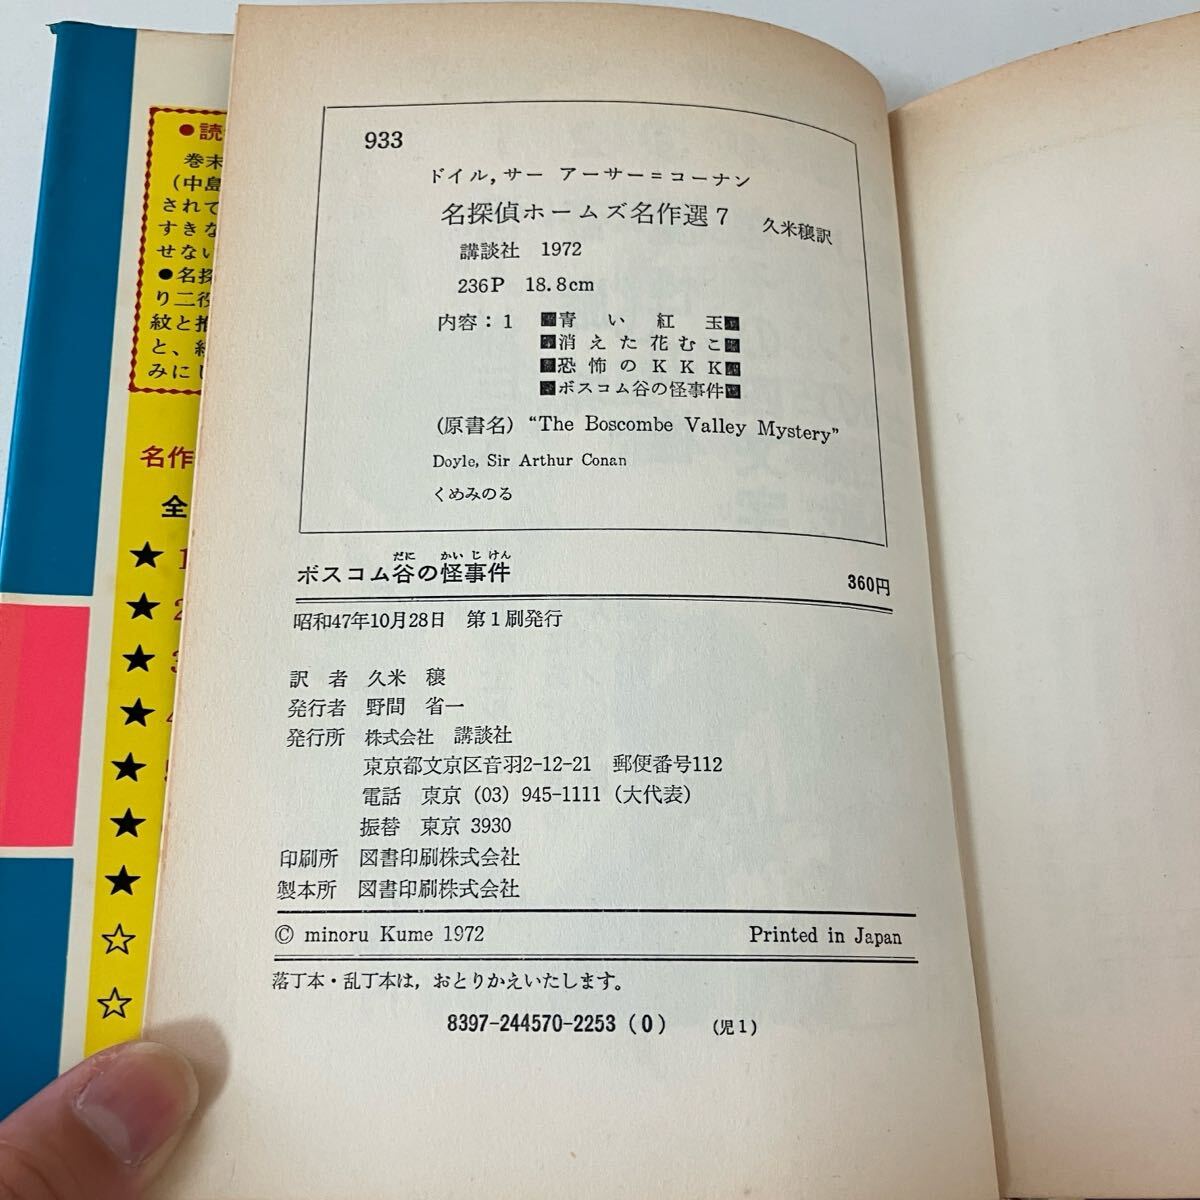 933
ドイル, サー アーサー＝コーナン
名探偵ホームズ名作選7 久米穣訳
講談社 1972
236P 18.8cm
内容：1 ■青い紅玉■
■消えた花むこ■
■恐怖のKKK■
■ボスコム谷の怪事件■
(原書名) “The Boscombe Valley Mystery”
Doyle, Sir Arthur Conan
くめみのる
だに かいじけん
ボスコム谷の怪事件 360円
昭和47年10月28日 第1刷発行
訳者 久米 穣
発行者 野間 省一
発行所 株式会社 講談社
東京都文京区音羽2-12-21 郵便番号112
電話 東京 (03) 945-1111 (大代表)
振替 東京 3930
印刷所 図書印刷株式会社
製本所 図書印刷株式会社
© minoru Kume 1972 Printed in Japan
落丁本・乱丁本は, おとりかえいたします。
8397-244570-2253 (0) (児1)
●読
巻末
(中島
されて
すきな
せない
●名探
り二役
紋と推
と、
みに
名作
全
★ 1
★ 2
★ 3
★ 4
★ 5
★
★
☆
☆